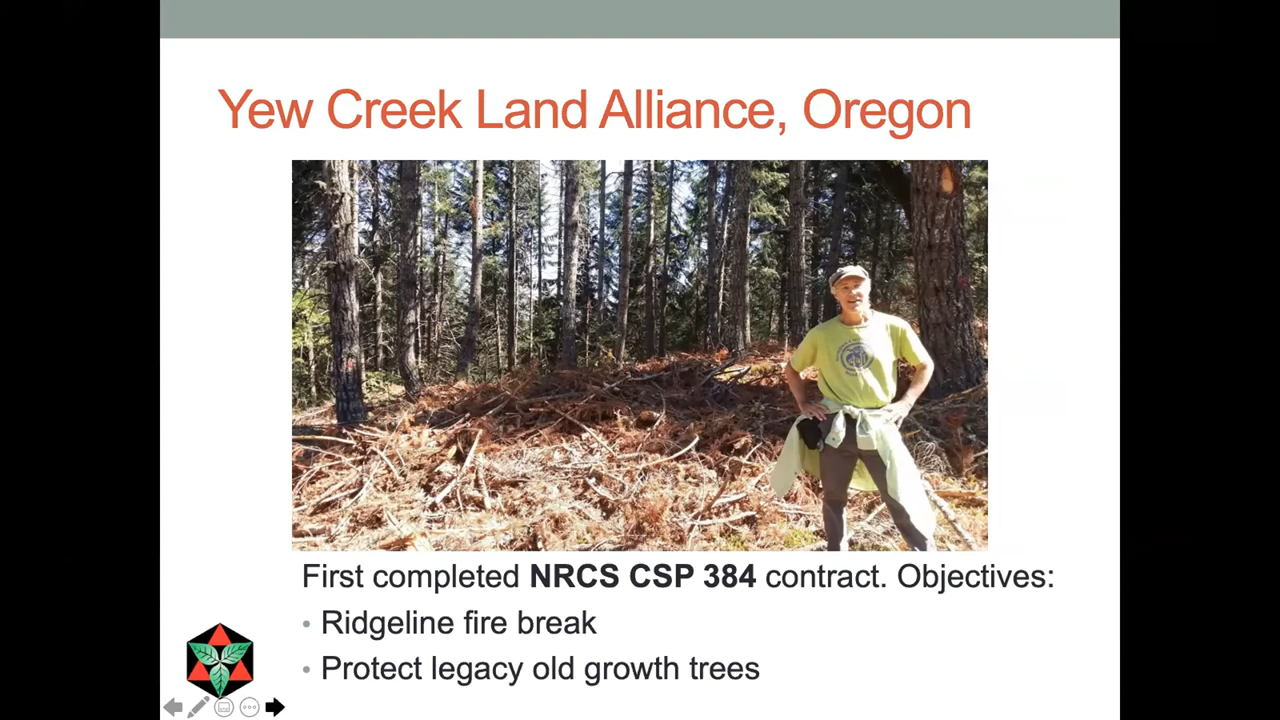 Yew Creek Land Alliance, Oregon
First completed NRCS CSP 384 contract. Objectives:
• Ridgeline fire break
• Protect legacy old growth trees